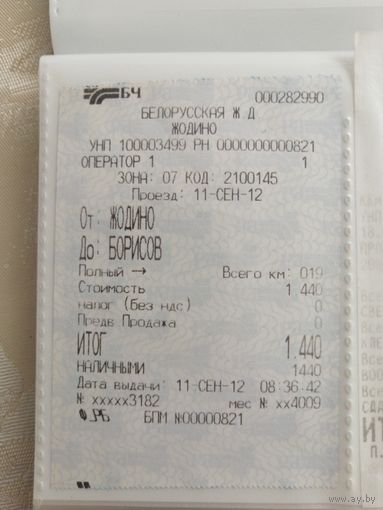 БЧ 000282990
БЕЛОРУССКАЯ Ж.Д
ЖОДИНО
УНП 100003499 РН 0000000000821
ОПЕРАТОР 1 1
ЗОНА: 07 КОД: 2100145
Проезд: 11-СЕН-12
От: ЖОДИНО
До: БОРИСОВ
Полный → Всего км: 019
Стоимость 1.440
налог (без ндс) 0
Предв Продажа 0
ИТОГ 1.440
НАЛИЧНЫМИ 1440
Дата выдачи: 11-СЕН-12 08:36:42
№ xxxxx3182 мес № xx4009
БПМ №00000821
www.ay.by